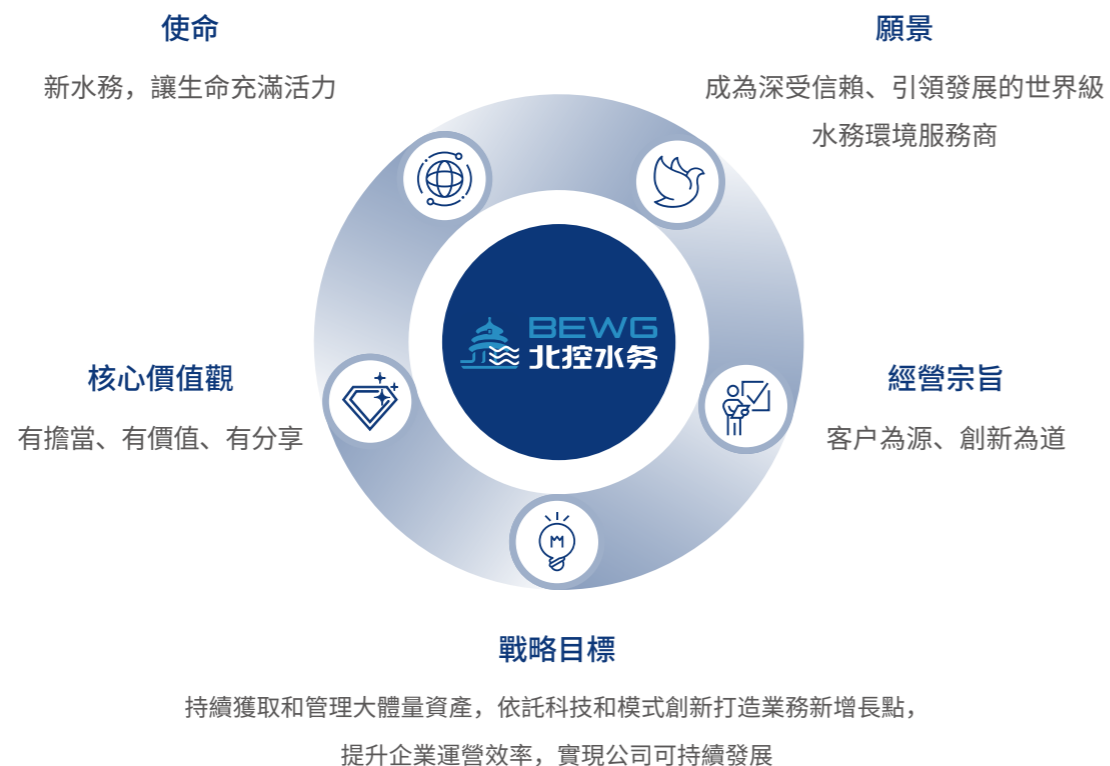 使命
新水務，讓生命充滿活力
願景
成為深受信賴、引領發展的世界級
水務環境服務商
BEWG
北控水务
核心價值觀
有擔當、有價值、有分享
經營宗旨
客户為源、創新為道
戰略目標
持續獲取和管理大體量資產，依託科技和模式創新打造業務新增長點，
提升企業運營效率，實現公司可持續發展